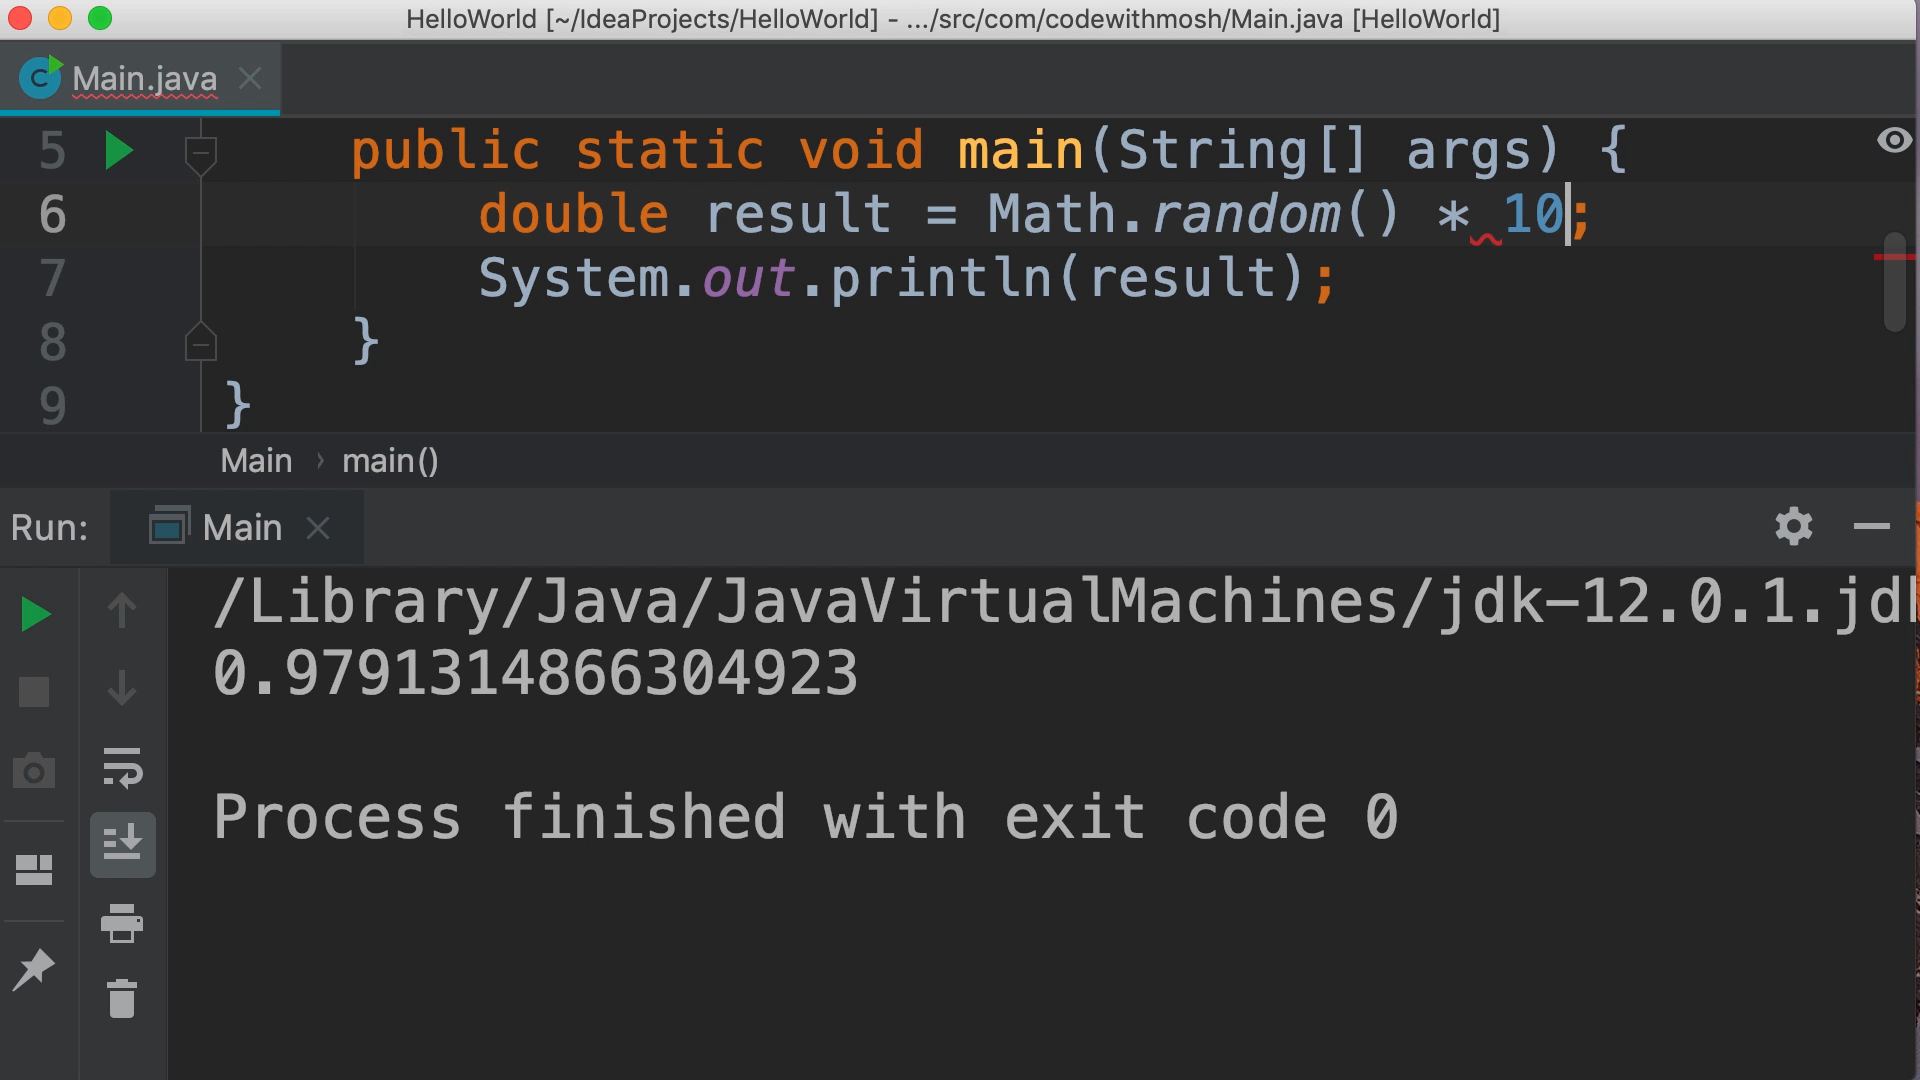 HelloWorld [~/IdeaProjects/HelloWorld] - .../src/com/codewithmosh/Main.java [HelloWorld]
Main.java
5 public static void main(String[] args) {
6 double result = Math.random() * 10;
7 System.out.println(result);
8 }
9 }
Main › main()
Run: Main
/Library/Java/JavaVirtualMachines/jdk-12.0.1.jdk
0.9791314866304923
Process finished with exit code 0